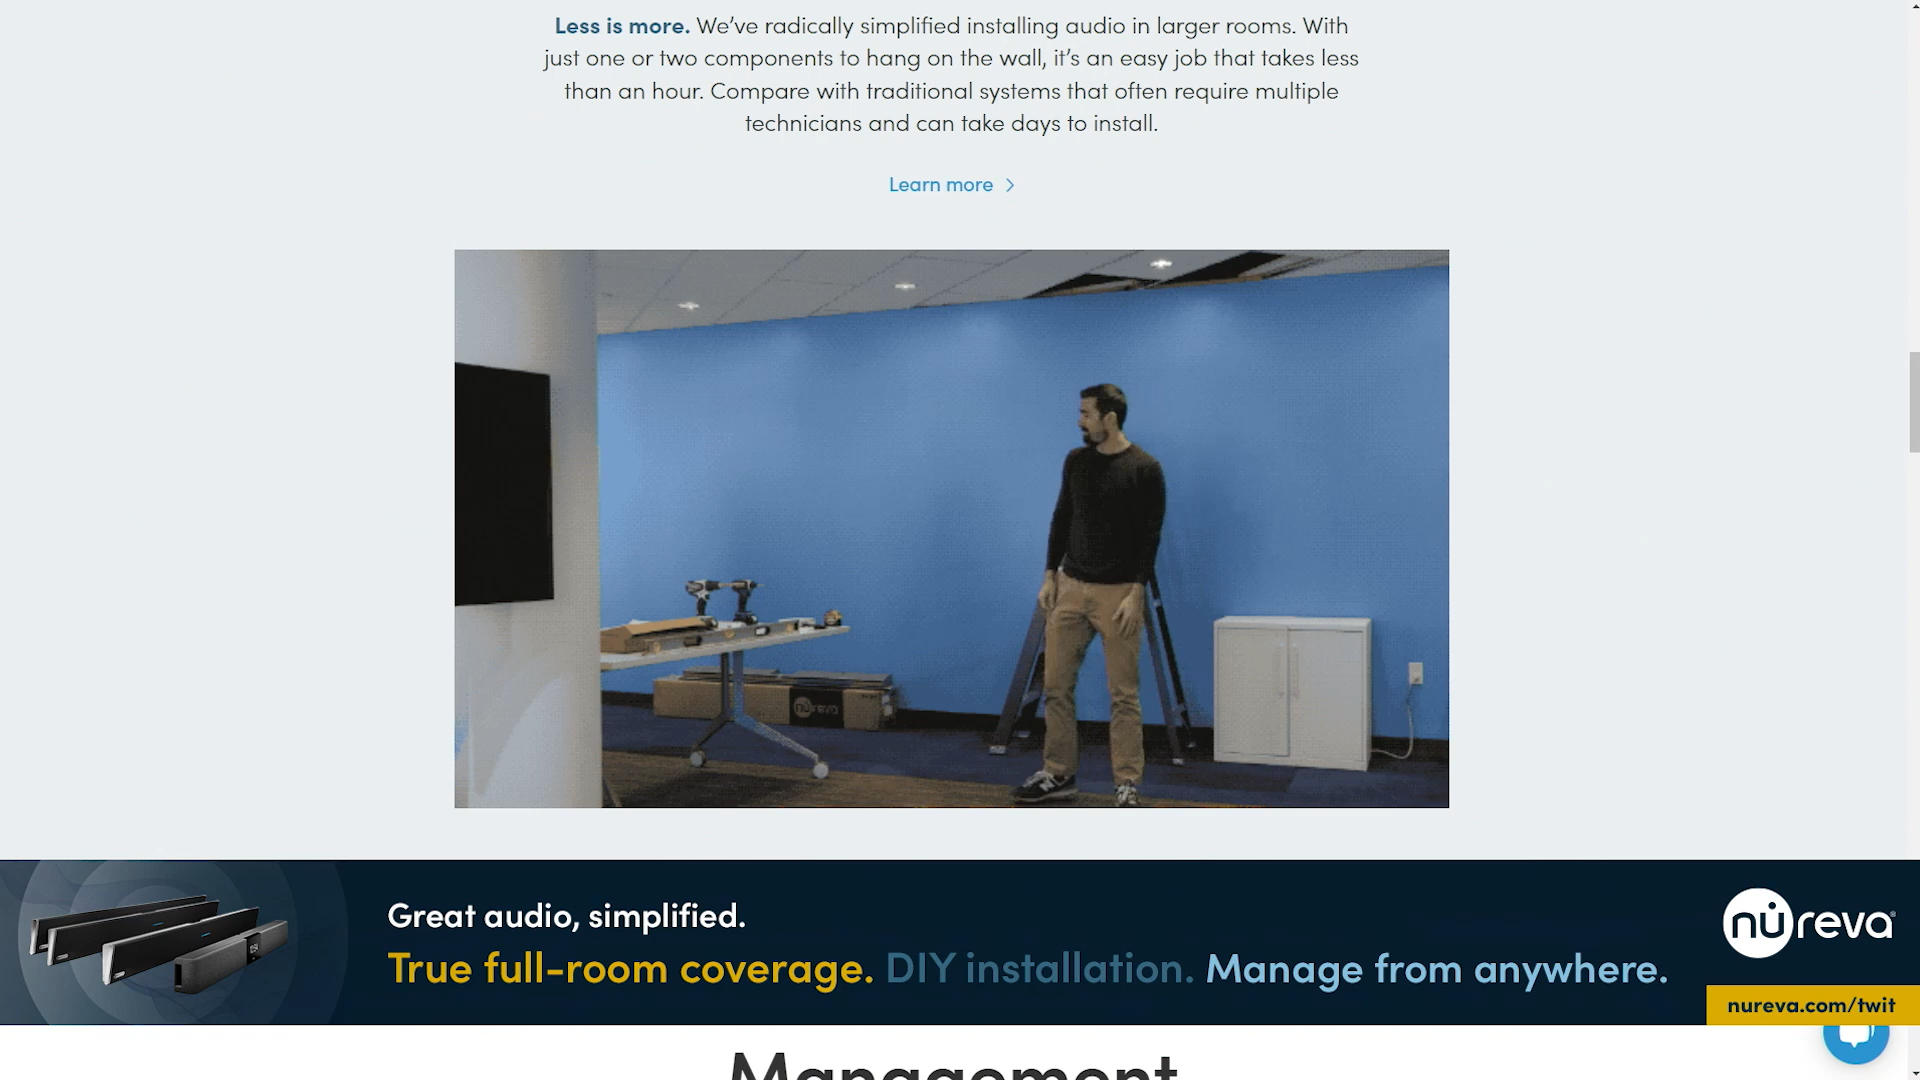 Less is more. We’ve radically simplified installing audio in larger rooms. With
just one or two components to hang on the wall, it’s an easy job that takes less
than an hour. Compare with traditional systems that often require multiple
technicians and can take days to install.
Learn more
nureva
Great audio, simplified.
True full-room coverage. DIY installation. Manage from anywhere.
nureva
nureva.com/twit
Management